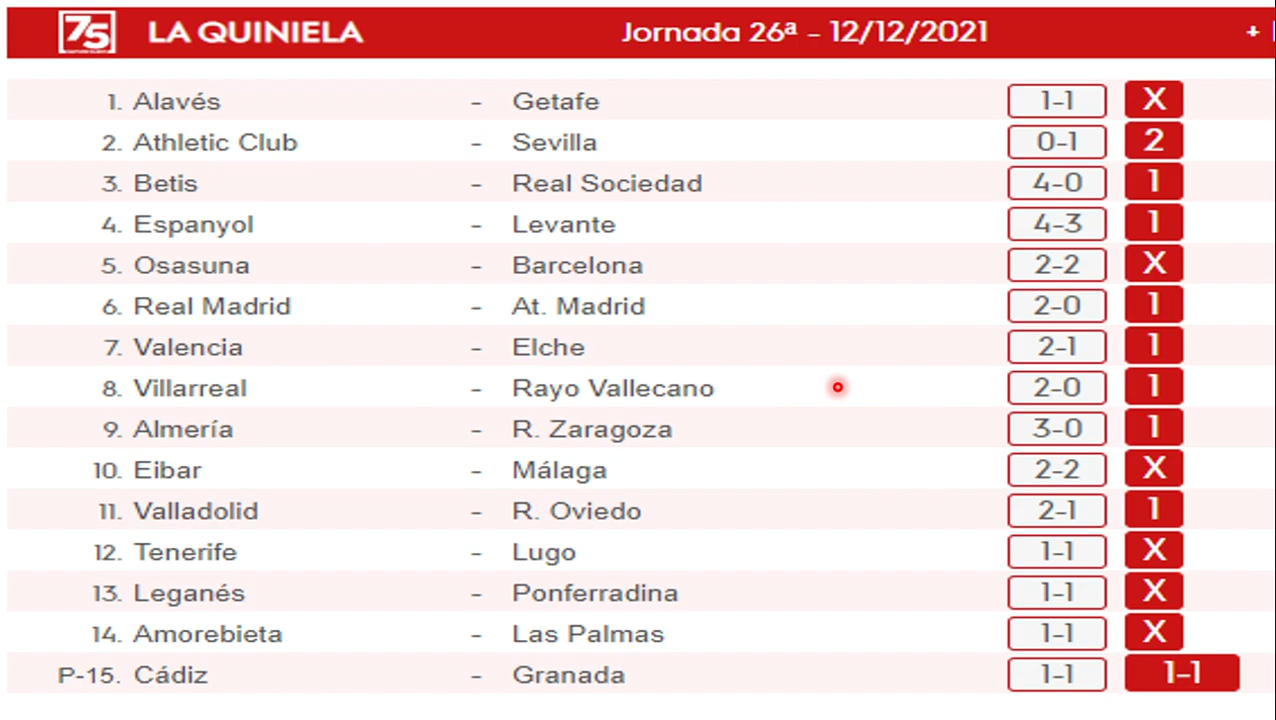 75 LA QUINIELA Jornada 26ª - 12/12/2021 +
1. Alavés - Getafe 1-1 X
2. Athletic Club - Sevilla 0-1 2
3. Betis - Real Sociedad 4-0 1
4. Espanyol - Levante 4-3 1
5. Osasuna - Barcelona 2-2 X
6. Real Madrid - At. Madrid 2-0 1
7. Valencia - Elche 2-1 1
8. Villarreal - Rayo Vallecano 2-0 1
9. Almería - R. Zaragoza 3-0 1
10. Eibar - Málaga 2-2 X
11. Valladolid - R. Oviedo 2-1 1
12. Tenerife - Lugo 1-1 X
13. Leganés - Ponferradina 1-1 X
14. Amorebieta - Las Palmas 1-1 X
P-15. Cádiz - Granada 1-1 1-1